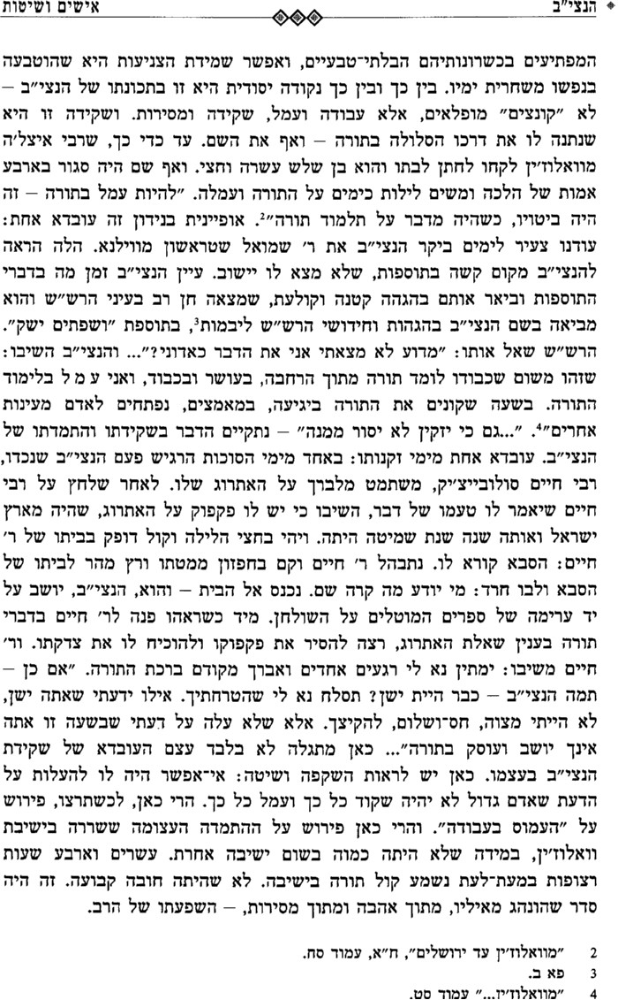 הנצי״ב
אישים ושיטות
המפתיעים בכשרונותיהם הבלתי־טבעיים, ואפשר שמידת הצניעות היא שהוטבעה
בנפשו משחרית ימיו. בין כך ובין כך נקודה יסודית היא זו בתכונתו של הנצי״ב –
לא ״קונצים״ מופלאים, אלא עבודה ועמל, שקידה ומסירות. ושקידה זו היא
שנתנה לו את דרכו הסלולה בתורה – ואף את השם. עד כדי כך, שרבי איצל׳ה
מוואלוז׳ין לקחו לחתן לבתו והוא בן שלש עשרה וחצי. ואף שם היה סגור בארבע
אמות של הלכה ומשים לילות כימים על התורה ועמלה. ״להיות עמל בתורה – זה
היה ביטויו, כשהיה מדבר על תלמוד תורה״2. אופיינית בנידון זה עובדא אחת:
עודנו צעיר לימים ביקר הנצי״ב את ר׳ שמואל שטראשון מווילנא. הלה הראה
להנצי״ב מקום קשה בתוספות, שלא מצא לו יישוב. עיין הנצי״ב זמן מה בדברי
התוספות וביאר אותם בהגהה קטנה וקולעת, שמצאה חן רב בעיני הרש״ש והוא
מביאה בשם הנצי״ב בהגהות וחידושי הרש״ש ליבמות3, בתוספת ״ושפתים ישק״.
הרש״ש שאל אותו: ״מדוע לא מצאתי אני את הדבר כאדוני?״... והנצי״ב השיבו:
שזהו משום שכבודו לומד תורה מתוך הרחבה, בעושר ובכבוד, ואני ע מ ל בלימוד
התורה. בשעה שקונים את התורה ביגיעה, במאמצים, נפתחים לאדם מעינות
אחרים״4. ״...גם כי יזקין לא יסור ממנה״ – נתקיים הדבר בשקידתו והתמדתו של
הנצי״ב. עובדא אחת מימי זקנותו: באחד מימי הסוכות הרגיש פעם הנצי״ב שנכדו,
רבי חיים סולובייצ׳יק, משתמט מלברך על האתרוג שלו. לאחר שלחץ על רבי
חיים שיאמר לו טעמו של דבר, השיבו כי יש לו פקפוק על האתרוג, שהיה מארץ
ישראל ואותה שנה שנת שמיטה היתה. ויהי בחצי הלילה וקול דופק בביתו של ר׳
חיים: הסבא קורא לו. נתבהל ר׳ חיים וקם בחפזון ממטתו ורץ מהר לביתו של
הסבא ולבו חרד: מי יודע מה קרה שם. נכנס אל הבית – והוא, הנצי״ב, יושב על
יד ערימה של ספרים המוטלים על השולחן. מיד כשראהו פנה לר׳ חיים בדברי
תורה בענין שאלת האתרוג, רצה להסיר את פקפוקו ולהוכיח לו את צדקתו. ור׳
חיים משיבו: ימתין נא לי רגעים אחדים ואברך מקודם ברכת התורה. ״אם כן –
תמה הנצי״ב – כבר היית ישן? תסלח נא לי שהטרחתיך. אילו ידעתי שאתה ישן,
לא הייתי מצוה, חס־ושלום, להקיצך. אלא שלא עלה על דעתי שבשעה זו אתה
אינך יושב ועוסק בתורה״... כאן מתגלה לא בלבד עצם העובדא של שקידת
הנצי״ב בעצמו. כאן יש לראות השקפה ושיטה: אי־אפשר היה לו להעלות על
הדעת שאדם גדול לא יהיה שקוד כל כך ועמל כל כך. הרי כאן, לכשתרצו, פירוש
על ״העמוס בעבודה״. והרי כאן פירוש על ההתמדה העצומה ששררה בישיבת
וואלוז׳ין, במידה שלא היתה כמוה בשום ישיבה אחרת. עשרים וארבע שעות
רצופות במעת־לעת נשמע קול תורה בישיבה. לא שהיתה חובה קבועה. זה היה
סדר שהונהג מאיליו, מתוך אהבה ומתוך מסירות, – השפעתו של הרב.
2 ״מוואלוז׳ין עד ירושלים״, ח״א, עמוד סח.
3 פא ב.
4 ״מוואלוז׳ין...״ עמוד סט.